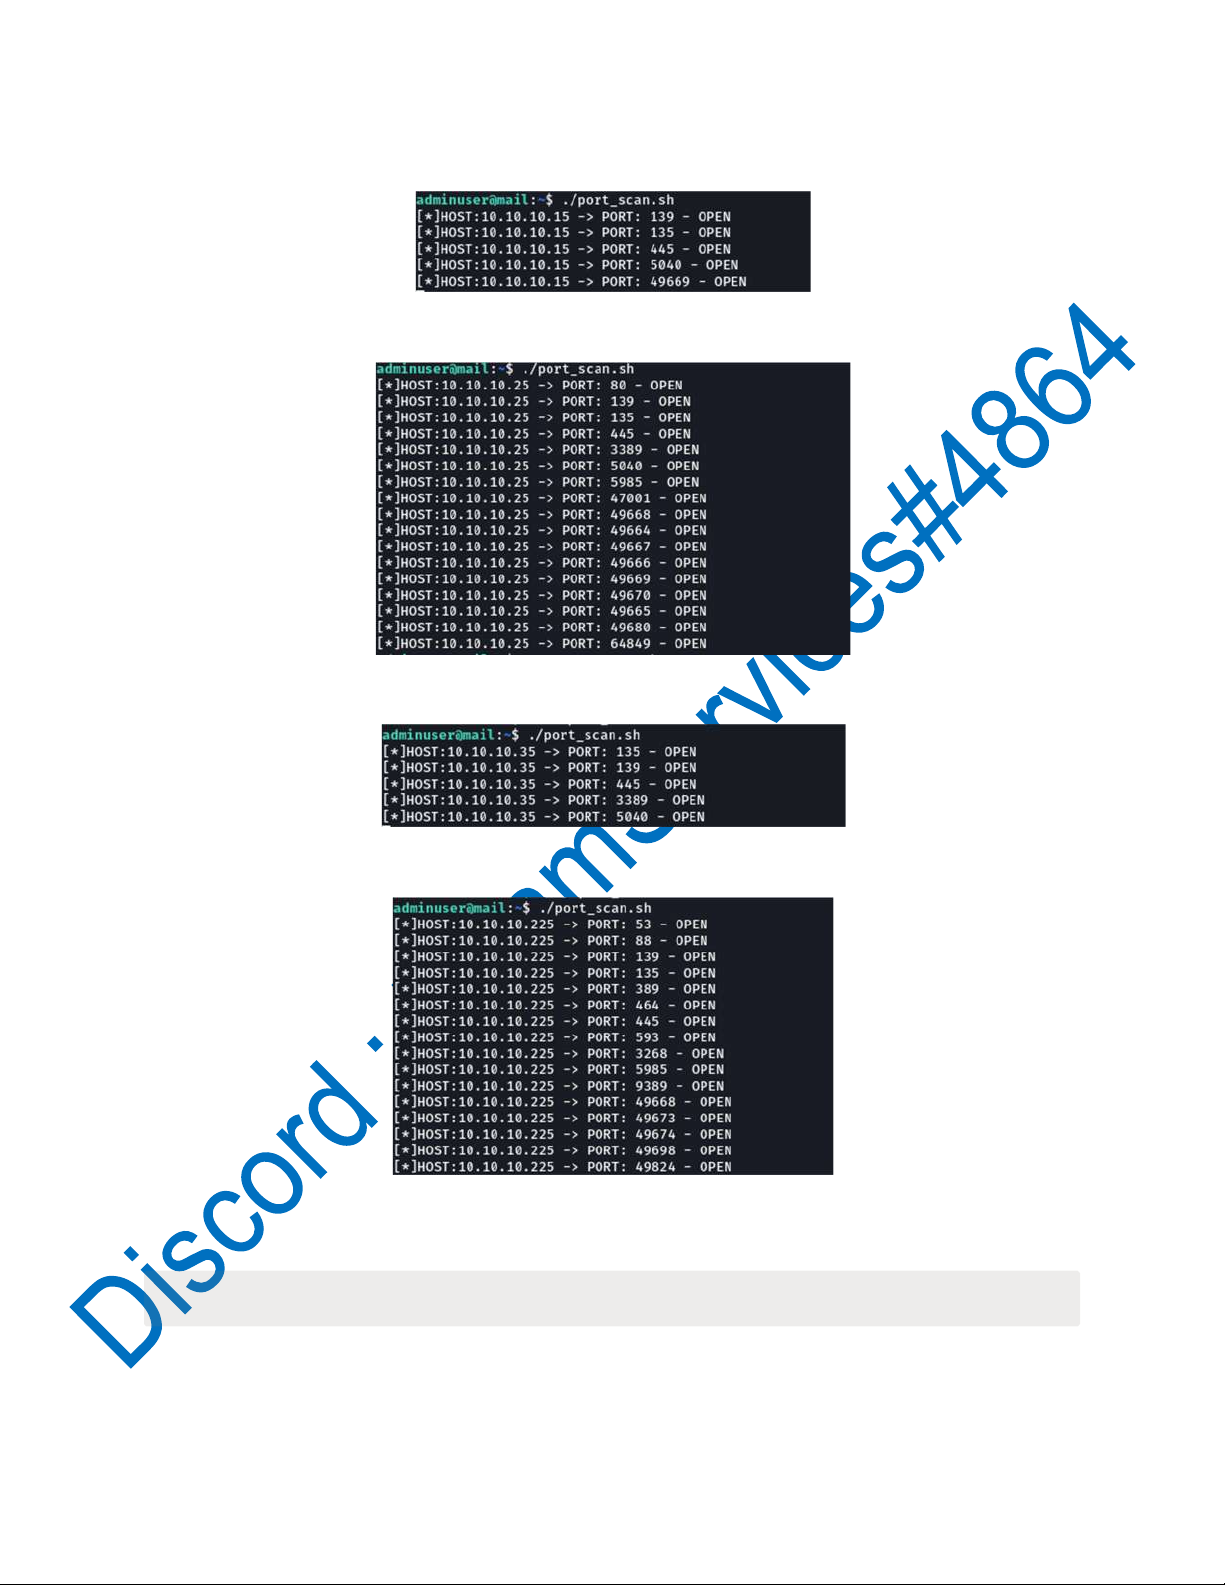 adminuser@mail:~$ ./port_scan.sh
[*]HOST:10.10.10.15 -> PORT: 139 - OPEN
[*]HOST:10.10.10.15 -> PORT: 135 - OPEN
[*]HOST:10.10.10.15 -> PORT: 445 - OPEN
[*]HOST:10.10.10.15 -> PORT: 5040 - OPEN
[*]HOST:10.10.10.15 -> PORT: 49669 - OPEN
adminuser@mail:~$ ./port_scan.sh
[*]HOST:10.10.10.25 -> PORT: 80 - OPEN
[*]HOST:10.10.10.25 -> PORT: 139 - OPEN
[*]HOST:10.10.10.25 -> PORT: 135 - OPEN
[*]HOST:10.10.10.25 -> PORT: 445 - OPEN
[*]HOST:10.10.10.25 -> PORT: 3389 - OPEN
[*]HOST:10.10.10.25 -> PORT: 5040 - OPEN
[*]HOST:10.10.10.25 -> PORT: 5985 - OPEN
[*]HOST:10.10.10.25 -> PORT: 47001 - OPEN
[*]HOST:10.10.10.25 -> PORT: 49668 - OPEN
[*]HOST:10.10.10.25 -> PORT: 49664 - OPEN
[*]HOST:10.10.10.25 -> PORT: 49667 - OPEN
[*]HOST:10.10.10.25 -> PORT: 49666 - OPEN
[*]HOST:10.10.10.25 -> PORT: 49669 - OPEN
[*]HOST:10.10.10.25 -> PORT: 49670 - OPEN
[*]HOST:10.10.10.25 -> PORT: 49665 - OPEN
[*]HOST:10.10.10.25 -> PORT: 49680 - OPEN
[*]HOST:10.10.10.25 -> PORT: 64849 - OPEN
adminuser@mail:~$ ./port_scan.sh
[*]HOST:10.10.10.35 -> PORT: 135 - OPEN
[*]HOST:10.10.10.35 -> PORT: 139 - OPEN
[*]HOST:10.10.10.35 -> PORT: 445 - OPEN
[*]HOST:10.10.10.35 -> PORT: 3389 - OPEN
[*]HOST:10.10.10.35 -> PORT: 5040 - OPEN
adminuser@mail:~$ ./port_scan.sh
[*]HOST:10.10.10.225 -> PORT: 53 - OPEN
[*]HOST:10.10.10.225 -> PORT: 88 - OPEN
[*]HOST:10.10.10.225 -> PORT: 139 - OPEN
[*]HOST:10.10.10.225 -> PORT: 135 - OPEN
[*]HOST:10.10.10.225 -> PORT: 389 - OPEN
[*]HOST:10.10.10.225 -> PORT: 464 - OPEN
[*]HOST:10.10.10.225 -> PORT: 445 - OPEN
[*]HOST:10.10.10.225 -> PORT: 593 - OPEN
[*]HOST:10.10.10.225 -> PORT: 3268 - OPEN
[*]HOST:10.10.10.225 -> PORT: 5985 - OPEN
[*]HOST:10.10.10.225 -> PORT: 9389 - OPEN
[*]HOST:10.10.10.225 -> PORT: 49668 - OPEN
[*]HOST:10.10.10.225 -> PORT: 49673 - OPEN
[*]HOST:10.10.10.225 -> PORT: 49674 - OPEN
[*]HOST:10.10.10.225 -> PORT: 49698 - OPEN
[*]HOST:10.10.10.225 -> PORT: 49824 - OPEN
Discord